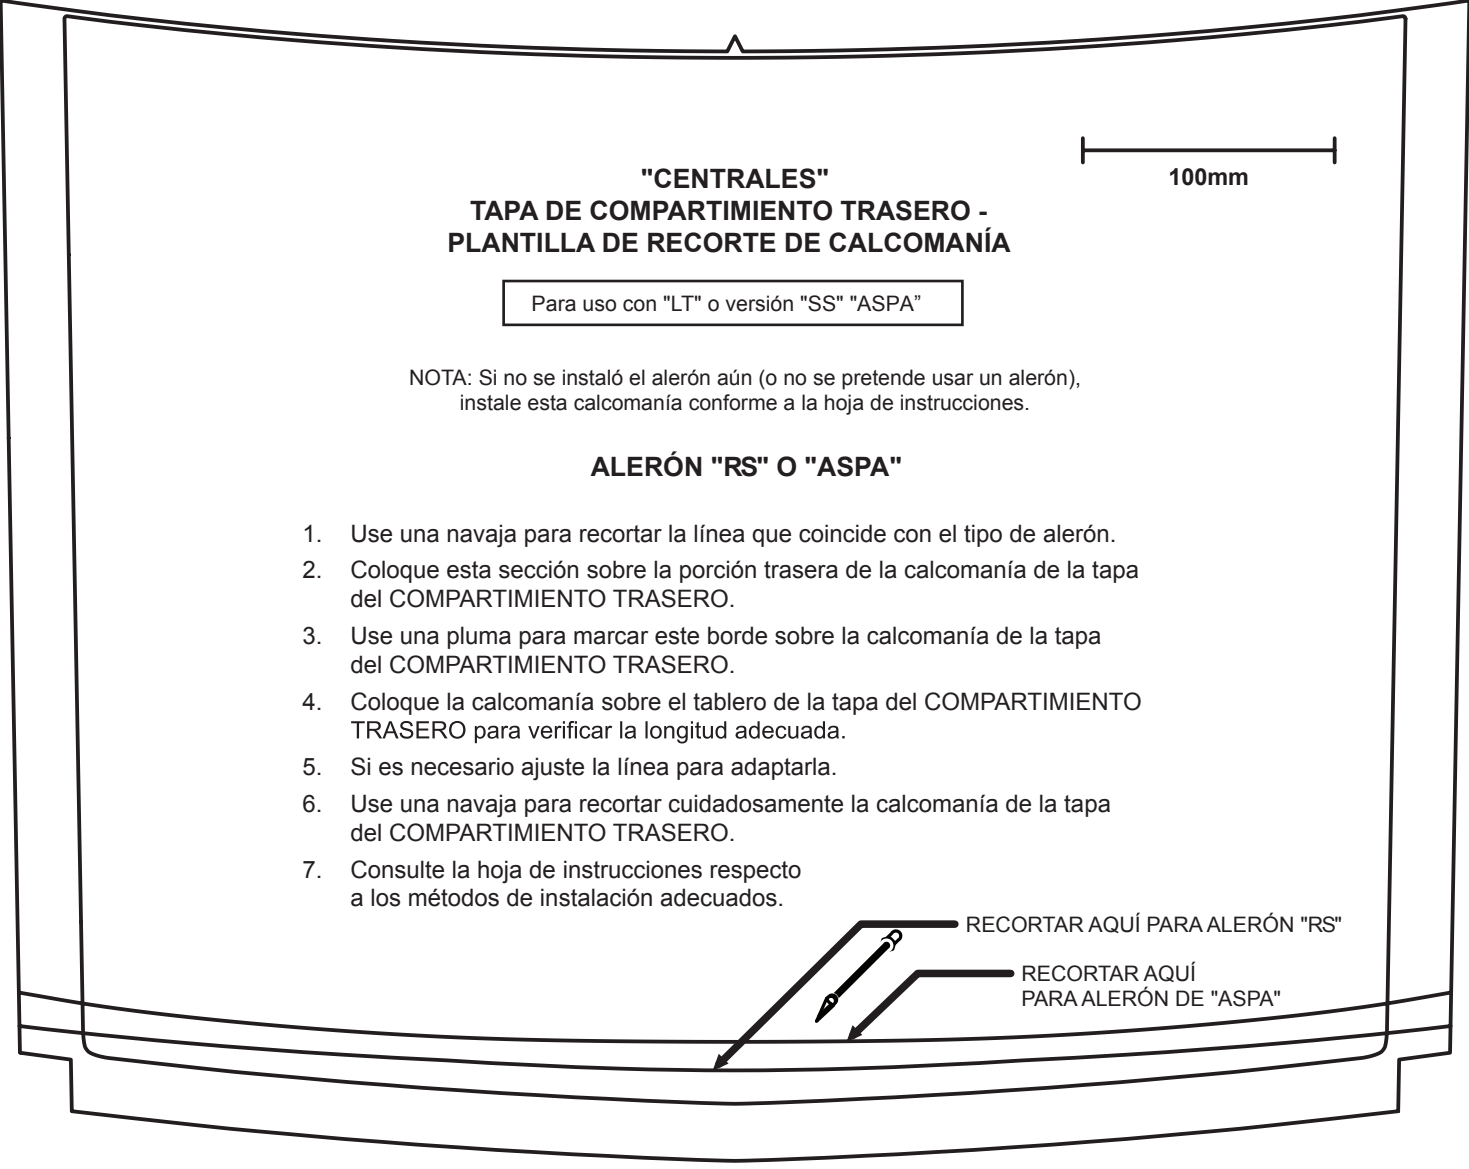 "CENTRALES"
100mm
TAPA DE COMPARTIMIENTO TRASERO -
PLANTILLA DE RECORTE DE CALCOMANÍA
Para uso con "LT" o versión "SS" "ASPA”
NOTA: Si no se instaló el alerón aún (o no se pretende usar un alerón),
instale esta calcomanía conforme a la hoja de instrucciones.
ALERÓN "RS" O "ASPA"
1. Use una navaja para recortar la línea que coincide con el tipo de alerón.
2. Coloque esta sección sobre la porción trasera de la calcomanía de la tapa
del COMPARTIMIENTO TRASERO.
3. Use una pluma para marcar este borde sobre la calcomanía de la tapa
del COMPARTIMIENTO TRASERO.
4. Coloque la calcomanía sobre el tablero de la tapa del COMPARTIMIENTO
TRASERO para verificar la longitud adecuada.
5. Si es necesario ajuste la línea para adaptarla.
6. Use una navaja para recortar cuidadosamente la calcomanía de la tapa
del COMPARTIMIENTO TRASERO.
7. Consulte la hoja de instrucciones respecto
a los métodos de instalación adecuados.
RECORTAR AQUÍ PARA ALERÓN "RS"
RECORTAR AQUÍ
PARA ALERÓN DE "ASPA"